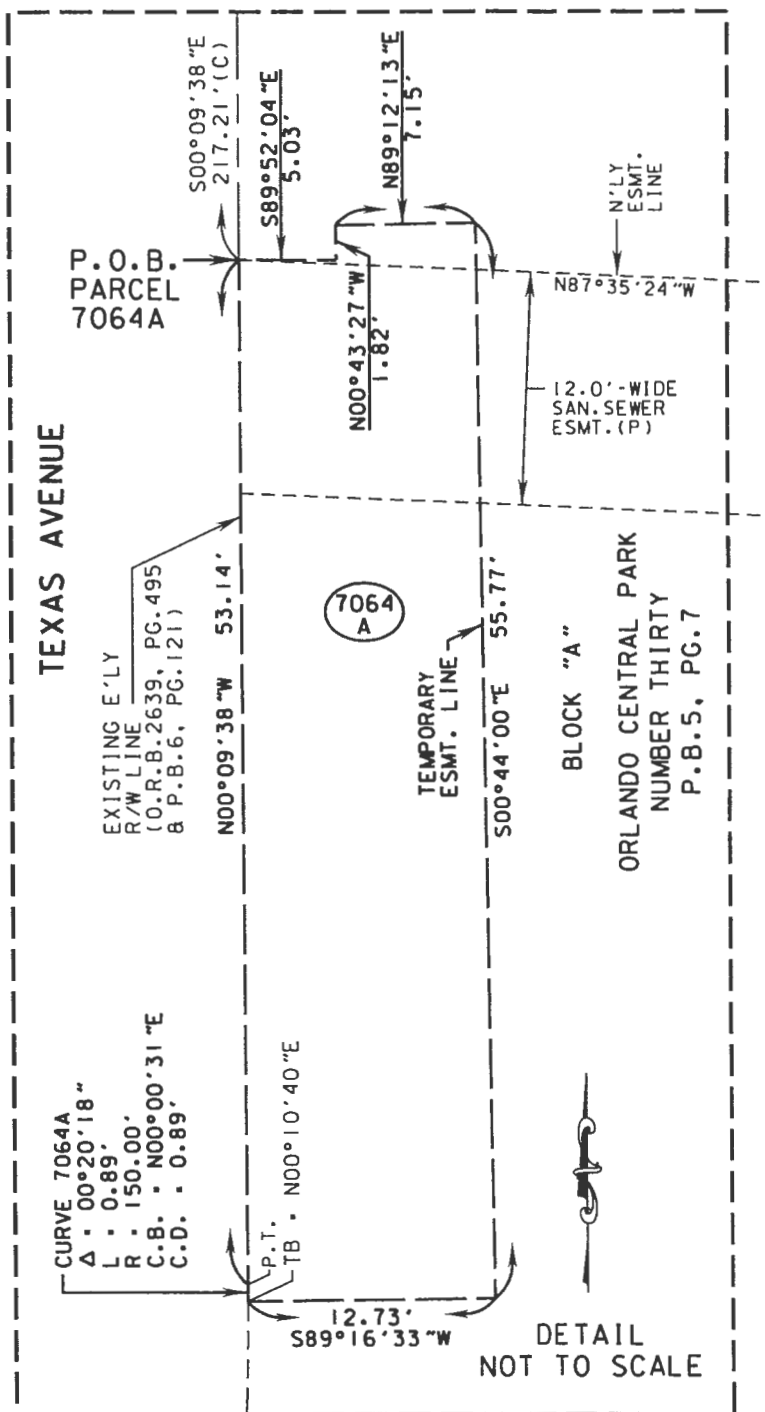 S00°09'38"E
217.21'(C)
S89°52'04"E
5.03'
N89°12'13"E
7.15'
N'LY
ESMT.
LINE
P.O.B.
PARCEL
7064A
N87°35'24"W
N00°43'27"W
1.82'
12.0'-WIDE
SAN.SEWER
ESMT.(P)
TEXAS AVENUE
EXISTING E'LY
R/W LINE
(O.R.B.2639, PG.495
& P.B.6, PG.121)
N00°09'38"W 53.14'
7064
A
TEMPORARY
ESMT. LINE
S00°44'00"E 55.77'
BLOCK "A"
ORLANDO CENTRAL PARK
NUMBER THIRTY
P.B.5, PG.7
CURVE 7064A
Δ = 00°20'18"
L = 0.89'
R = 150.00'
C.B. = N00°00'31"E
C.D. = 0.89'
P.T.
TB = N00°10'40"E
12.73'
S89°16'33"W
DETAIL
NOT TO SCALE